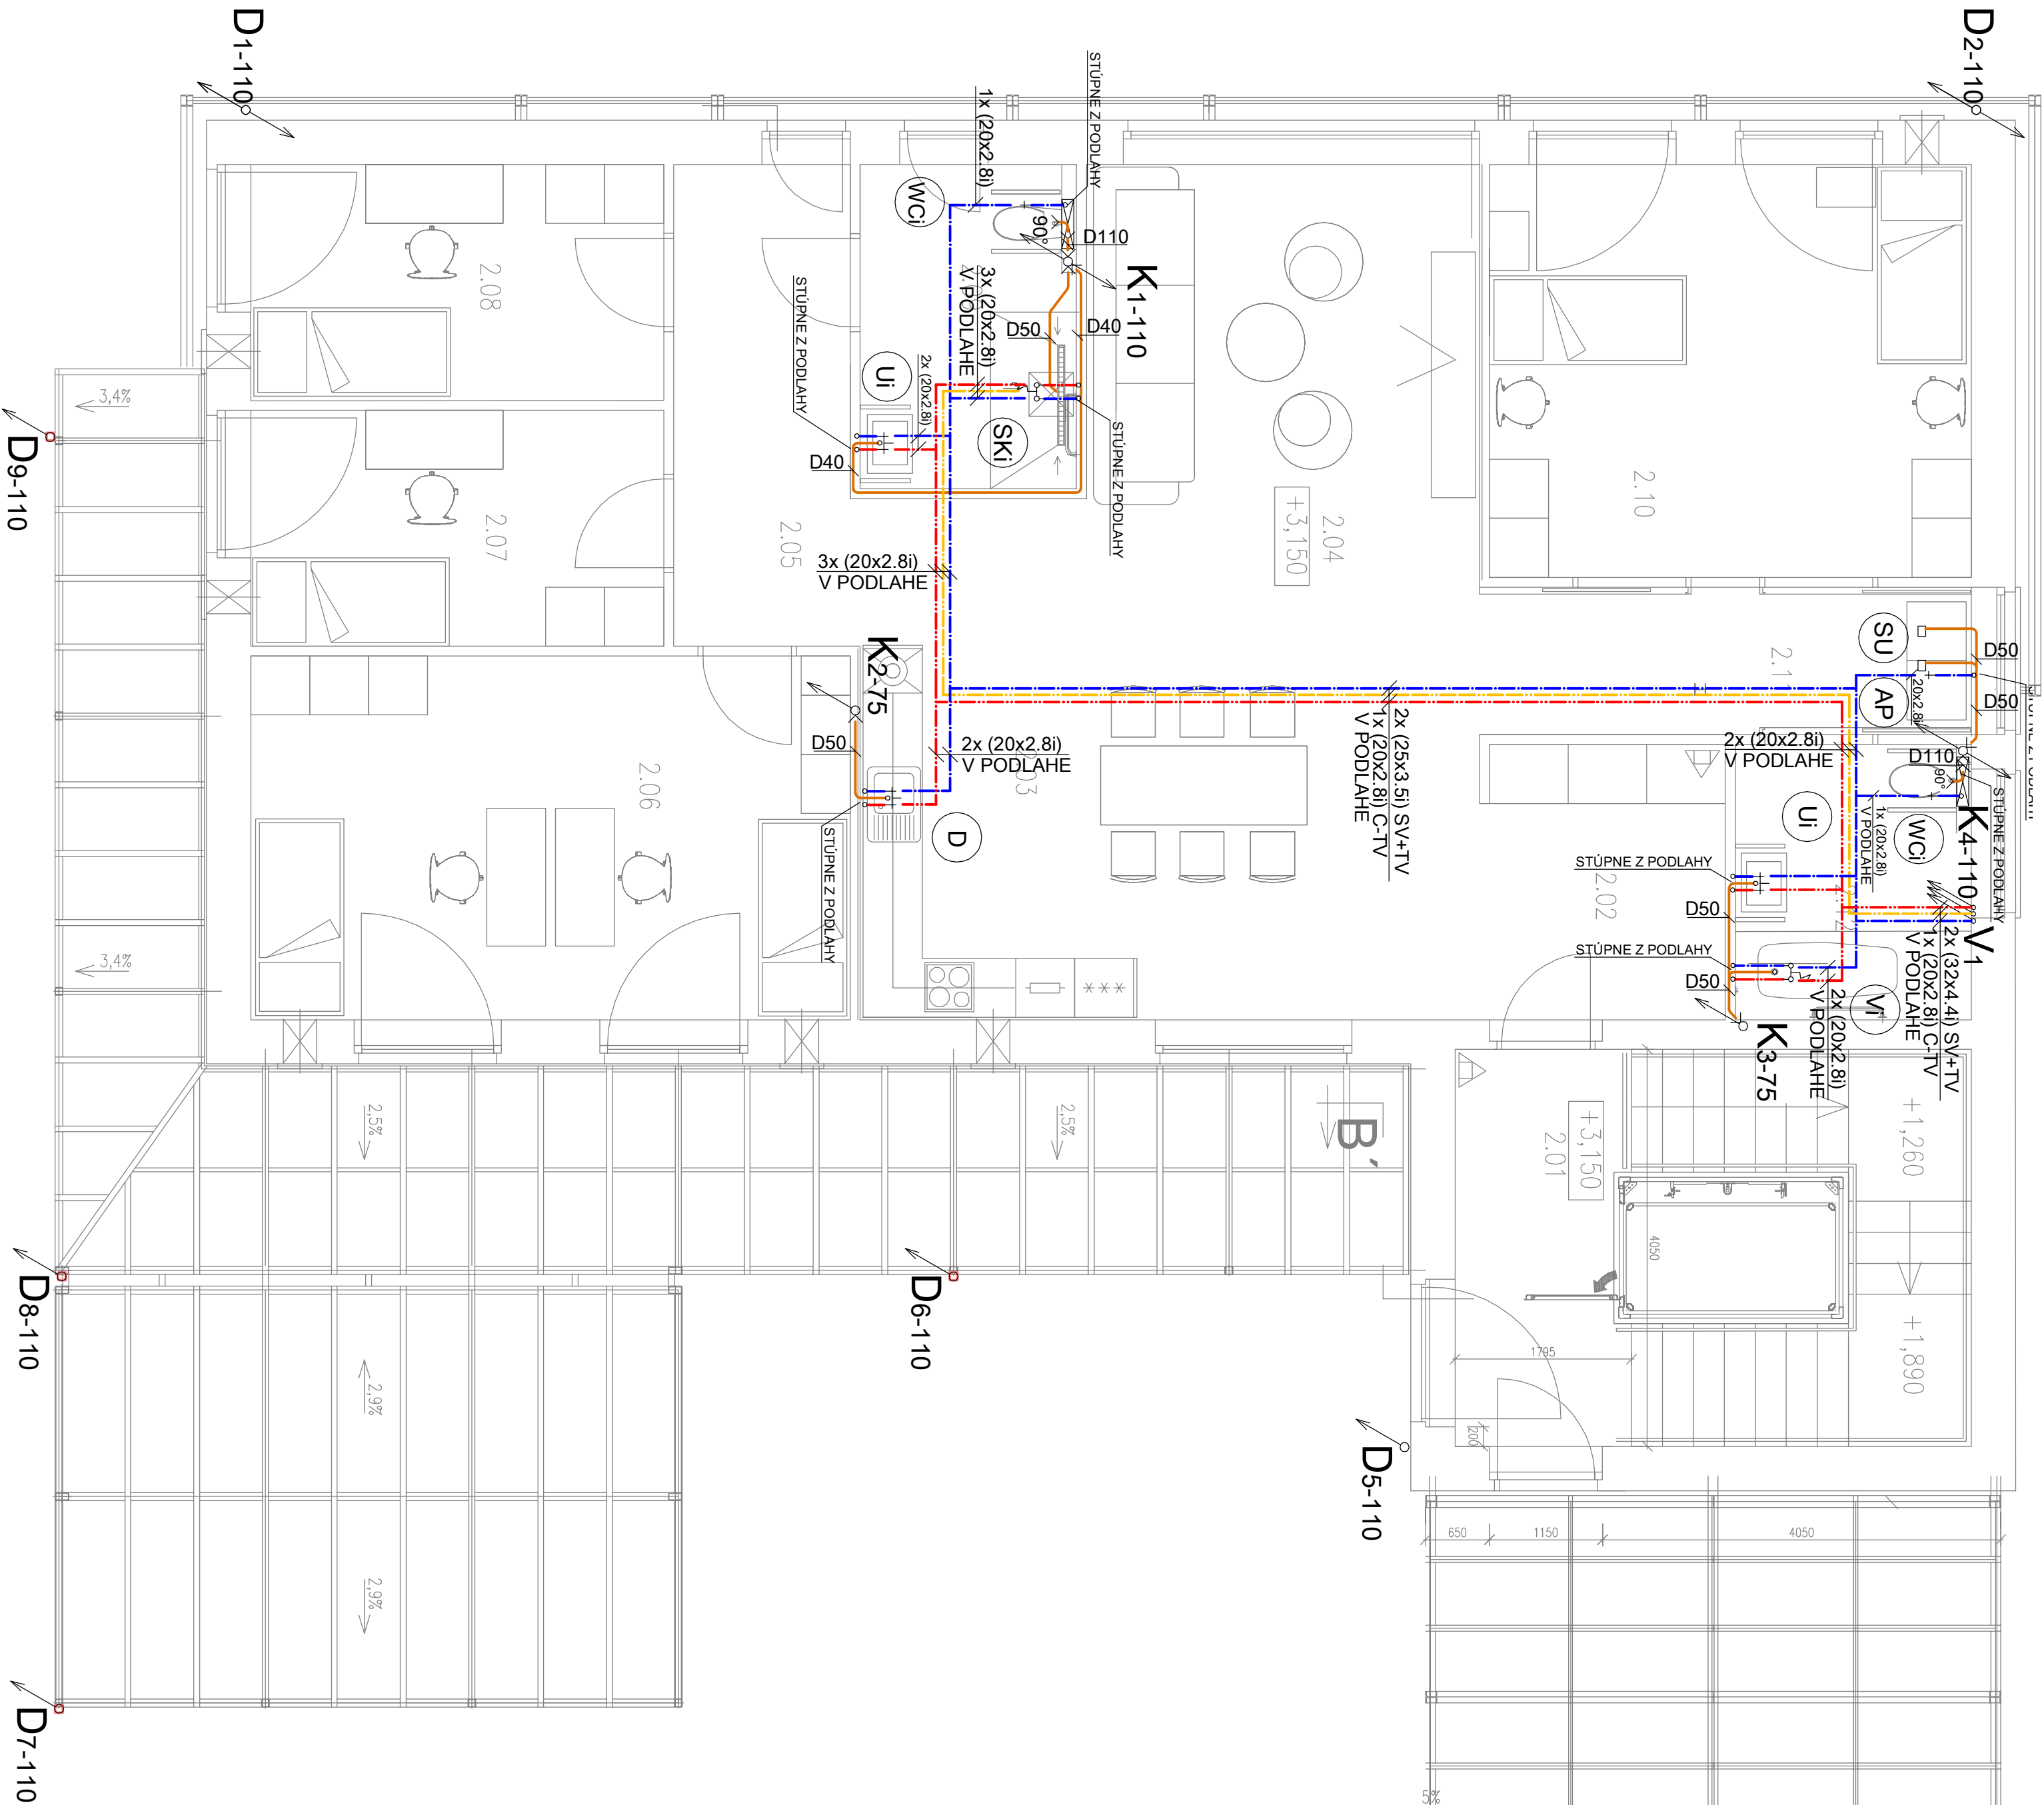 D1-110
D2-110
STÚPNE Z PODLAHY
1x (20x2.8i)
WCi
90°
D110
K1-110
3x (20x2.8i)
V PODLAHE
D50
D40
STÚPNE Z PODLAHY
Ui
2x (20x2.8i)
SKi
STÚPNE Z PODLAHY
D40
2.08
2.07
2.05
2.04
+3,150
2.10
3,4%
D9-110
3x (20x2.8i)
V PODLAHE
K2-75
D50
2x (20x2.8i)
V PODLAHE
D
STÚPNE Z PODLAHY
2.06
2x (25x3.5i) SV+TV
1x (20x2.8i) C-TV
V PODLAHE
SU
D50
AP
20x2.8i
D50
2x (20x2.8i)
V PODLAHE
D110
90°
STÚPNE Z PODLAHY
K4-110
WCi
1x (20x2.8i)
V PODLAHE
Ui
STÚPNE Z PODLAHY
2.02
D50
STÚPNE Z PODLAHY
D50
V1
2x (32x4.4i) SV+TV
1x (20x2.8i) C-TV
V PODLAHE
Vi
2x (20x2.8i)
V PODLAHE
K3-75
3,4%
2,5%
2,5%
B´
+3,150
2.01
+1,260
4050
+1,890
1795
200
D8-110
D6-110
D5-110
2,9%
2,9%
650
1150
4050
D7-110
5%